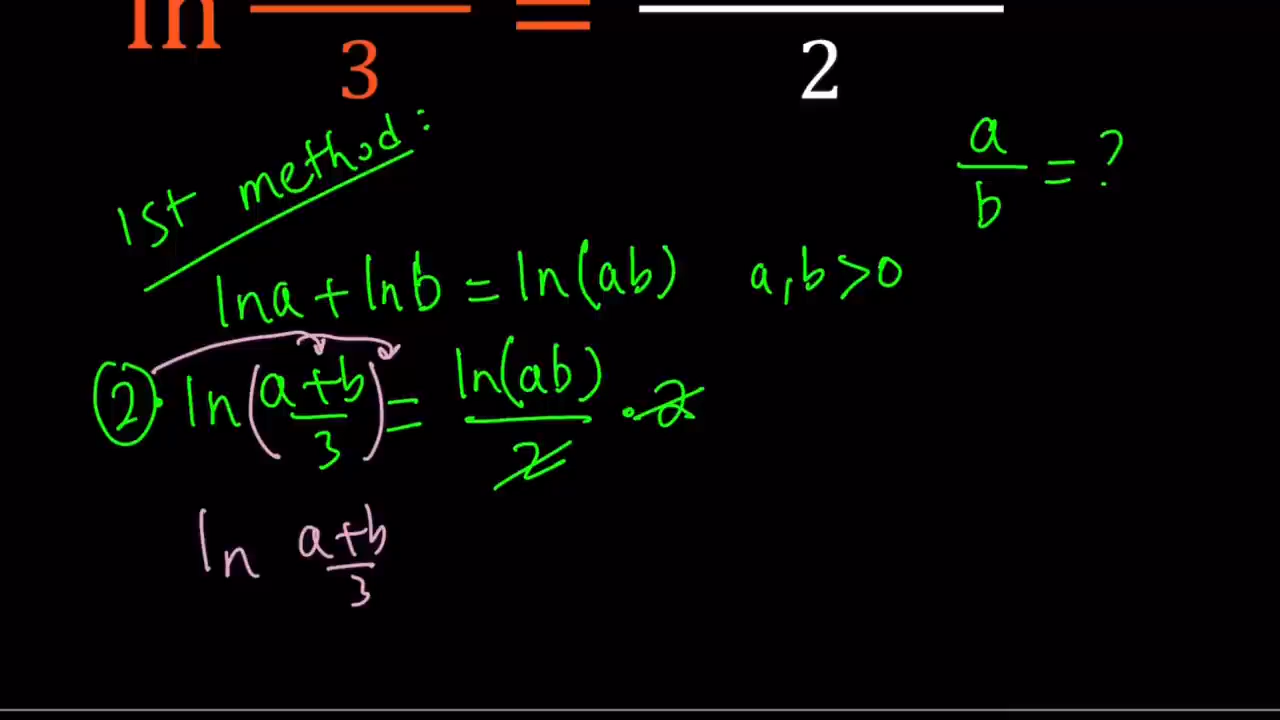 ln 3 = 2
1st method:
a/b = ?
ln a + ln b = ln(ab) a, b > 0
2 · ln(a+b/3) = ln(ab)/2 · 2
ln a+b/3